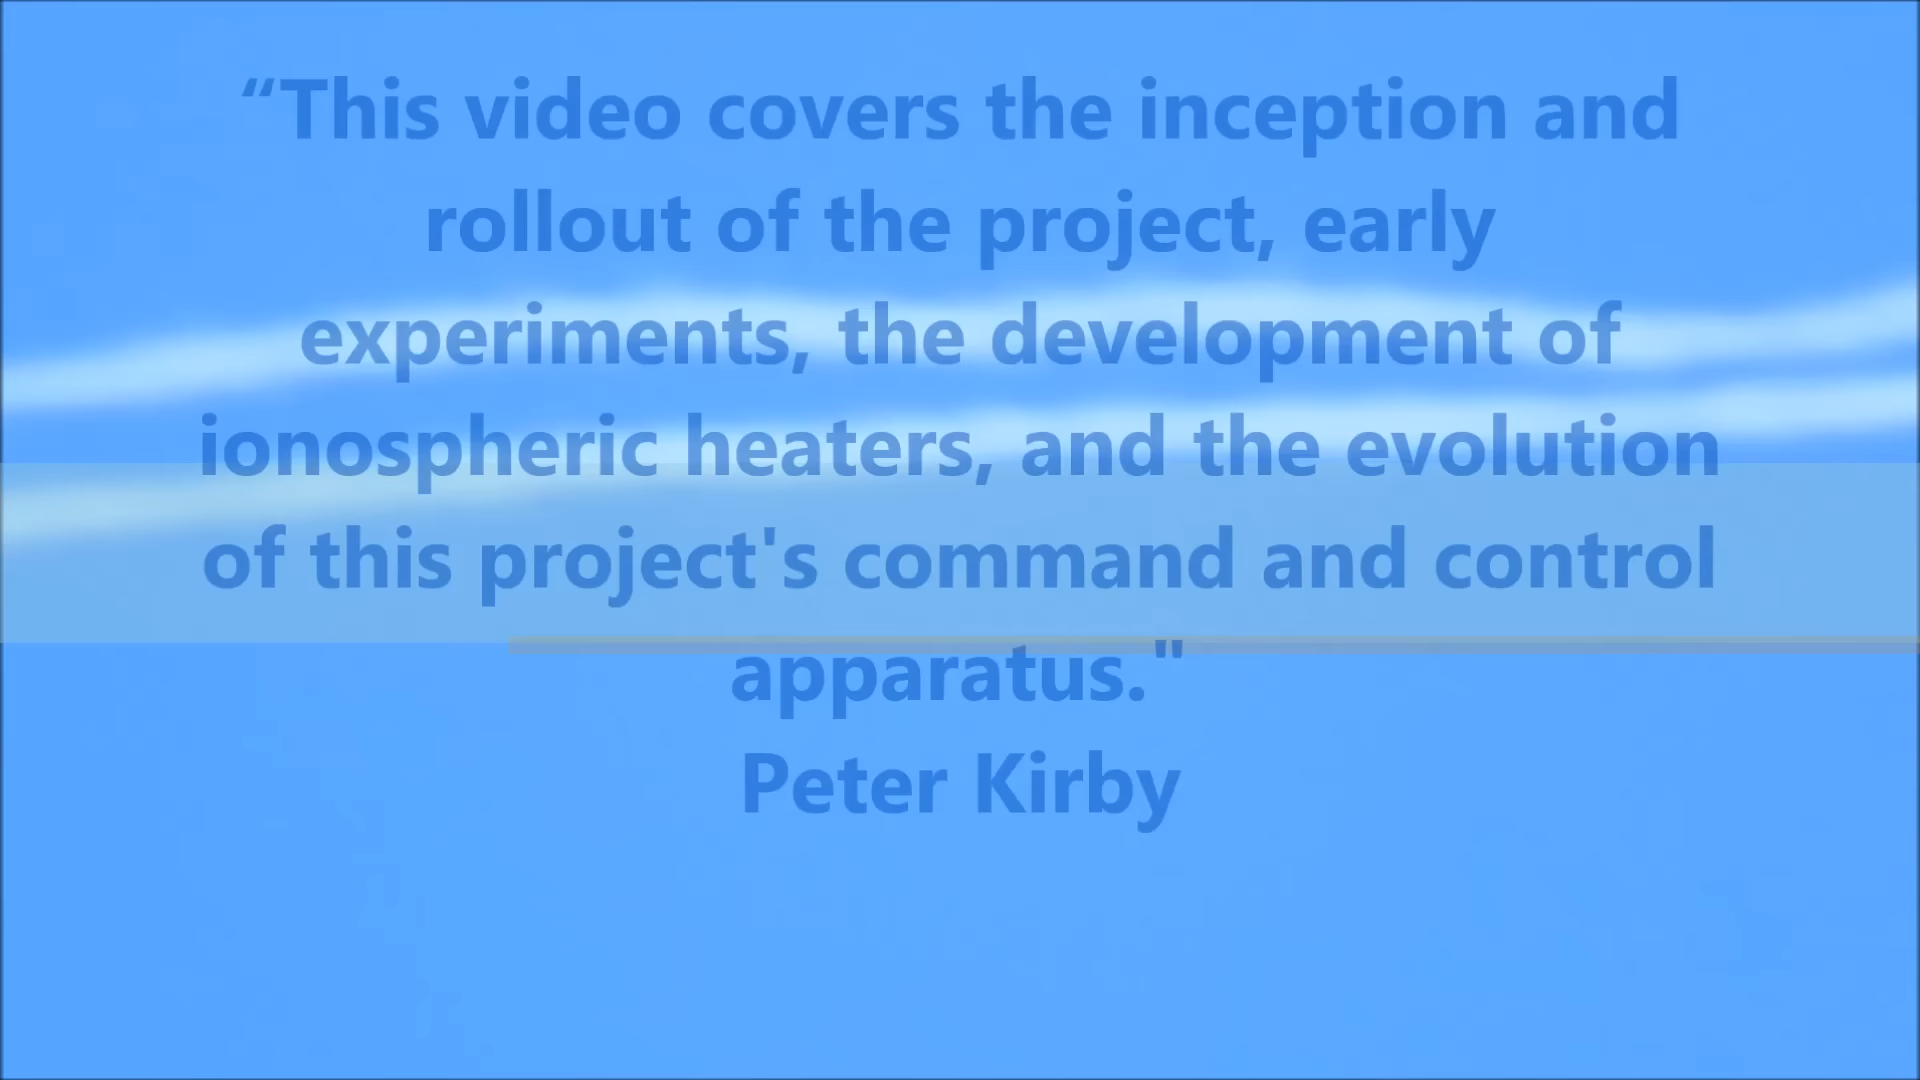 “This video covers the inception and
rollout of the project, early
experiments, the development of
ionospheric heaters, and the evolution
of this project's command and control
apparatus."
Peter Kirby